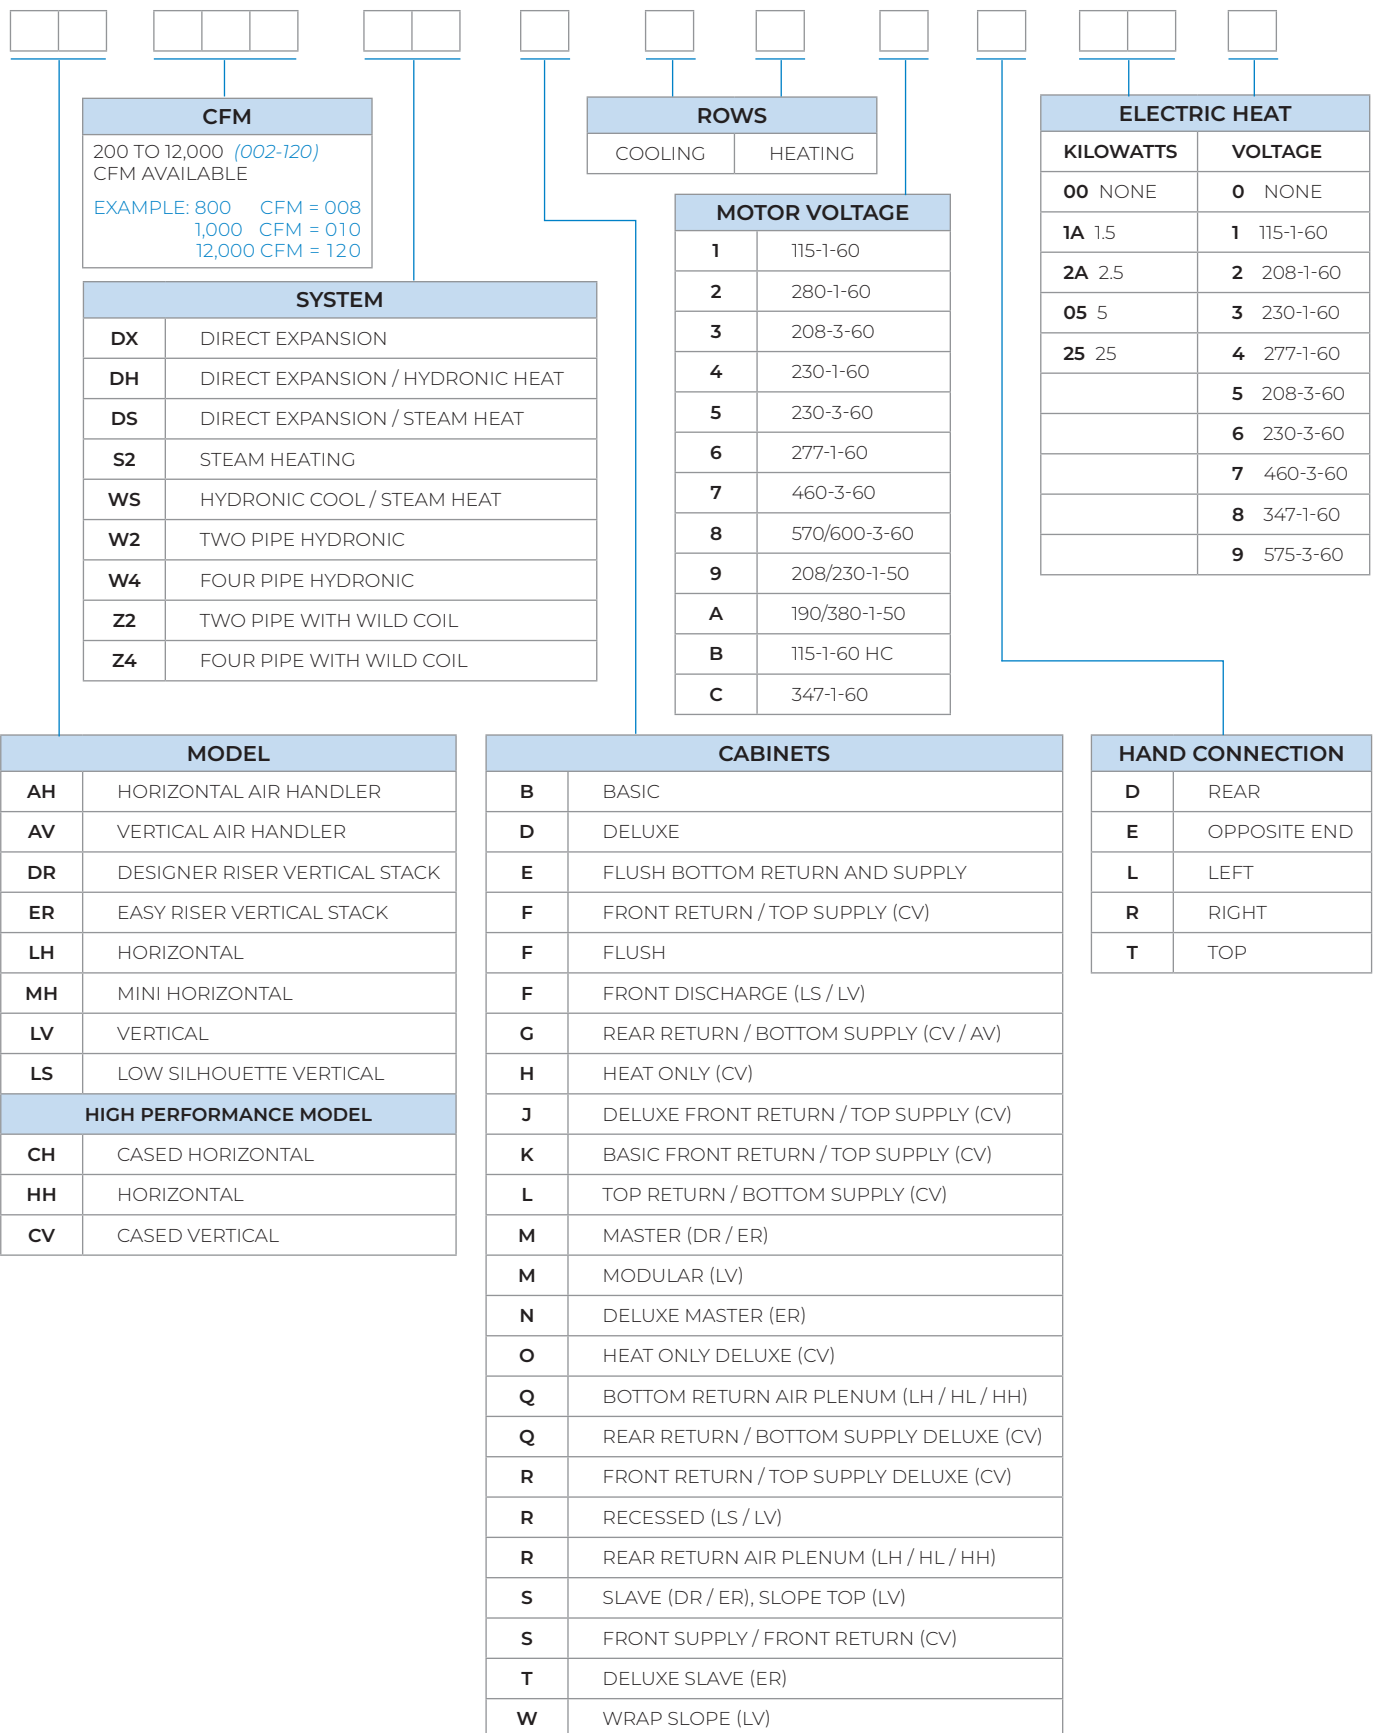 CFM
200 TO 12,000 (002-120)
CFM AVAILABLE
EXAMPLE: 800 CFM = 008
1,000 CFM = 010
12,000 CFM = 120
SYSTEM
DX DIRECT EXPANSION
DH DIRECT EXPANSION / HYDRONIC HEAT
DS DIRECT EXPANSION / STEAM HEAT
S2 STEAM HEATING
WS HYDRONIC COOL / STEAM HEAT
W2 TWO PIPE HYDRONIC
W4 FOUR PIPE HYDRONIC
Z2 TWO PIPE WITH WILD COIL
Z4 FOUR PIPE WITH WILD COIL
ROWS
COOLING HEATING
MOTOR VOLTAGE
1 115-1-60
2 280-1-60
3 208-3-60
4 230-1-60
5 230-3-60
6 277-1-60
7 460-3-60
8 570/600-3-60
9 208/230-1-50
A 190/380-1-50
B 115-1-60 HC
C 347-1-60
ELECTRIC HEAT
KILOWATTS VOLTAGE
00 NONE 0 NONE
1A 1.5 1 115-1-60
2A 2.5 2 208-1-60
05 5 3 230-1-60
25 25 4 277-1-60
5 208-3-60
6 230-3-60
7 460-3-60
8 347-1-60
9 575-3-60
MODEL
AH HORIZONTAL AIR HANDLER
AV VERTICAL AIR HANDLER
DR DESIGNER RISER VERTICAL STACK
ER EASY RISER VERTICAL STACK
LH HORIZONTAL
MH MINI HORIZONTAL
LV VERTICAL
LS LOW SILHOUETTE VERTICAL
HIGH PERFORMANCE MODEL
CH CASED HORIZONTAL
HH HORIZONTAL
CV CASED VERTICAL
CABINETS
B BASIC
D DELUXE
E FLUSH BOTTOM RETURN AND SUPPLY
F FRONT RETURN / TOP SUPPLY (CV)
F FLUSH
F FRONT DISCHARGE (LS / LV)
G REAR RETURN / BOTTOM SUPPLY (CV / AV)
H HEAT ONLY (CV)
J DELUXE FRONT RETURN / TOP SUPPLY (CV)
K BASIC FRONT RETURN / TOP SUPPLY (CV)
L TOP RETURN / BOTTOM SUPPLY (CV)
M MASTER (DR / ER)
M MODULAR (LV)
N DELUXE MASTER (ER)
O HEAT ONLY DELUXE (CV)
Q BOTTOM RETURN AIR PLENUM (LH / HL / HH)
Q REAR RETURN / BOTTOM SUPPLY DELUXE (CV)
R FRONT RETURN / TOP SUPPLY DELUXE (CV)
R RECESSED (LS / LV)
R REAR RETURN AIR PLENUM (LH / HL / HH)
S SLAVE (DR / ER), SLOPE TOP (LV)
S FRONT SUPPLY / FRONT RETURN (CV)
T DELUXE SLAVE (ER)
W WRAP SLOPE (LV)
HAND CONNECTION
D REAR
E OPPOSITE END
L LEFT
R RIGHT
T TOP